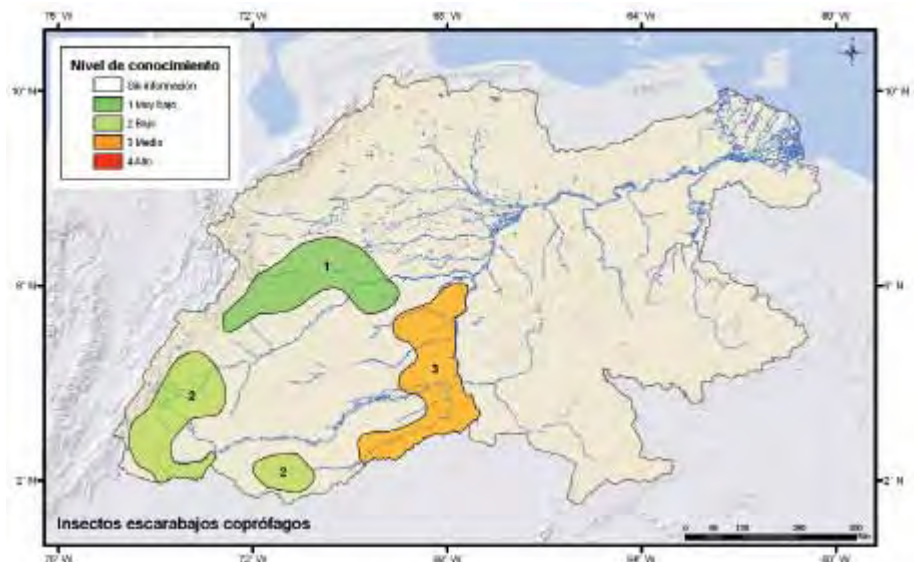 76° W 72° W 68° W 64° W 60° W
Nivel de conocimiento
Sin información
1 Muy bajo
2 Bajo
3 Medio
4 Alto
10° N 10° N
6° N 6° N
2° N 2° N
1
2
3
2
Insectos escarabajos coprófagos
0
76° W 72° W 68° W 64° W 60° W